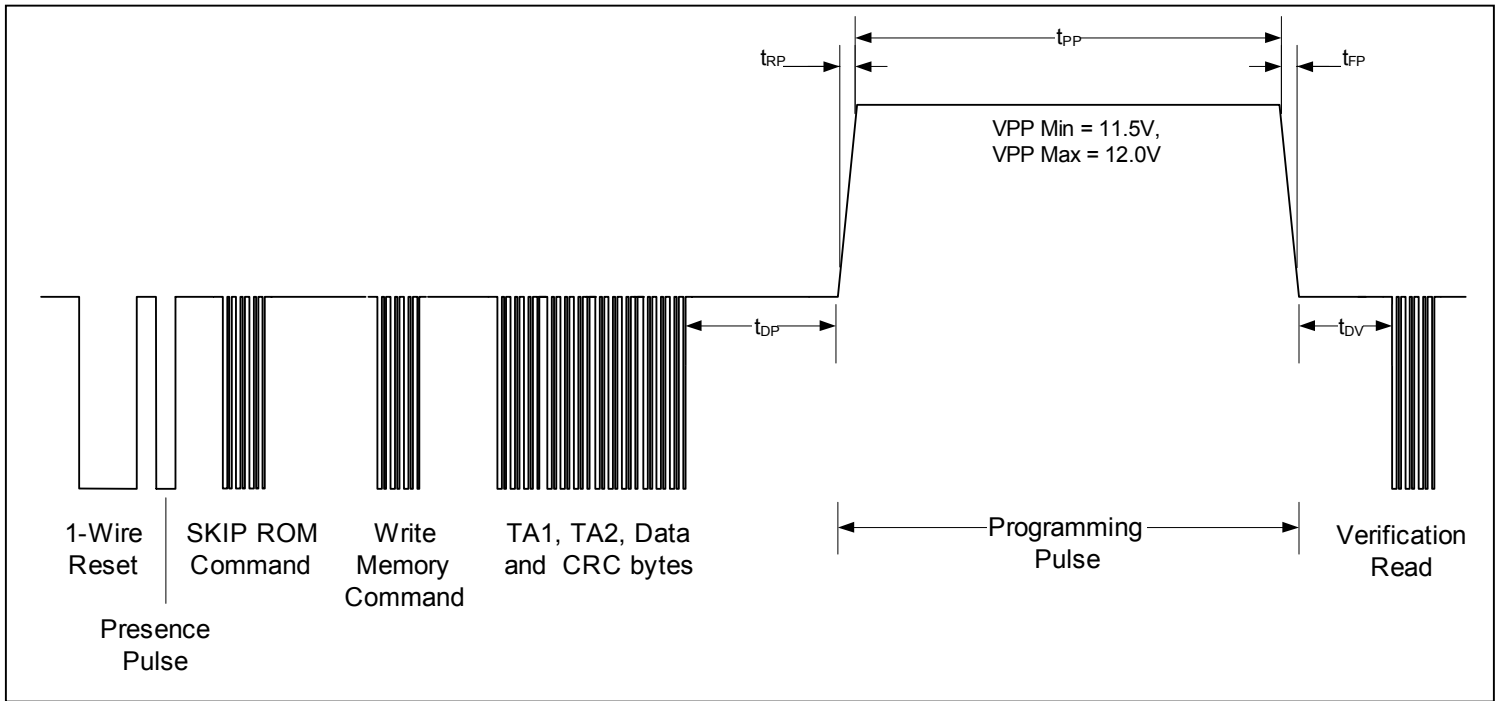 tPP
tRP
tFP
VPP Min = 11.5V,
VPP Max = 12.0V
tDP
tDV
1-Wire
Reset
SKIP ROM
Command
Write
Memory
Command
TA1, TA2, Data
and CRC bytes
Programming
Pulse
Verification
Read
Presence
Pulse